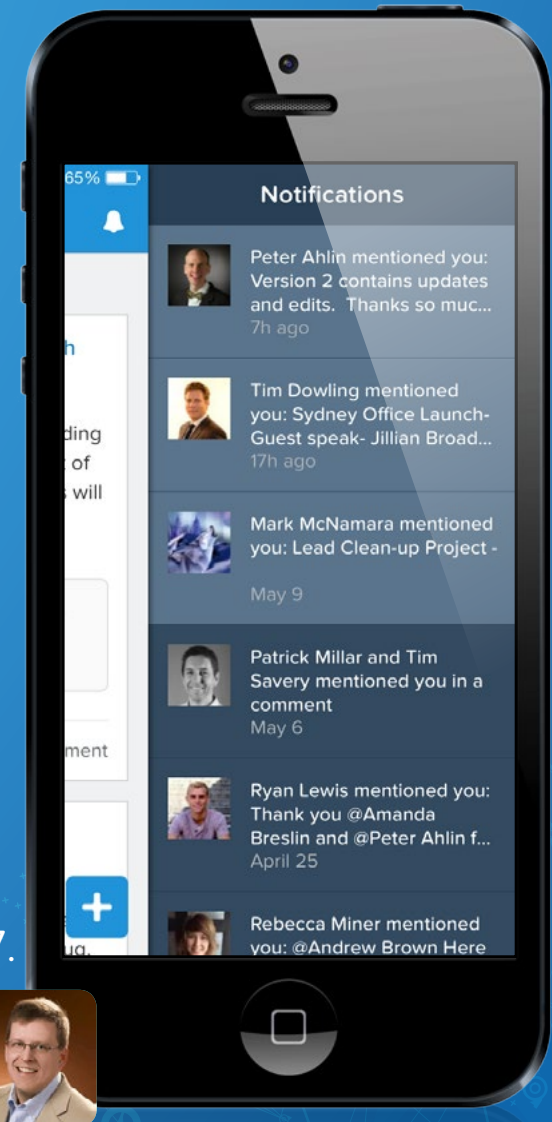 65%
Notifications
Peter Ahlin mentioned you:
Version 2 contains updates
and edits.  Thanks so muc...
7h ago
h
Tim Dowling mentioned
you: Sydney Office Launch-
Guest speak- Jillian Broad...
17h ago
ding
of
will
Mark McNamara mentioned
you: Lead Clean-up Project -
May 9
Patrick Millar and Tim
Savery mentioned you in a
comment
May 6
ment
Ryan Lewis mentioned you:
Thank you @Amanda
Breslin and @Peter Ahlin f...
April 25
Rebecca Miner mentioned
you: @Andrew Brown Here
7.
ug.